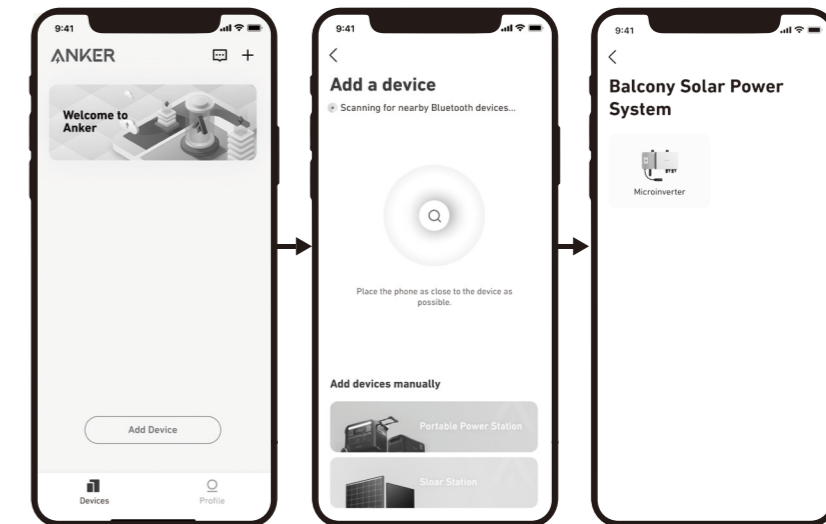 9:41
ANKER
Welcome to
Anker
Add Device
Devices
Profile
9:41
Add a device
Scanning for nearby Bluetooth devices...
Place the phone as close to the device as
possible.
Add devices manually
Portable Power Station
Sloar Station
9:41
Balcony Solar Power
System
Microinverter